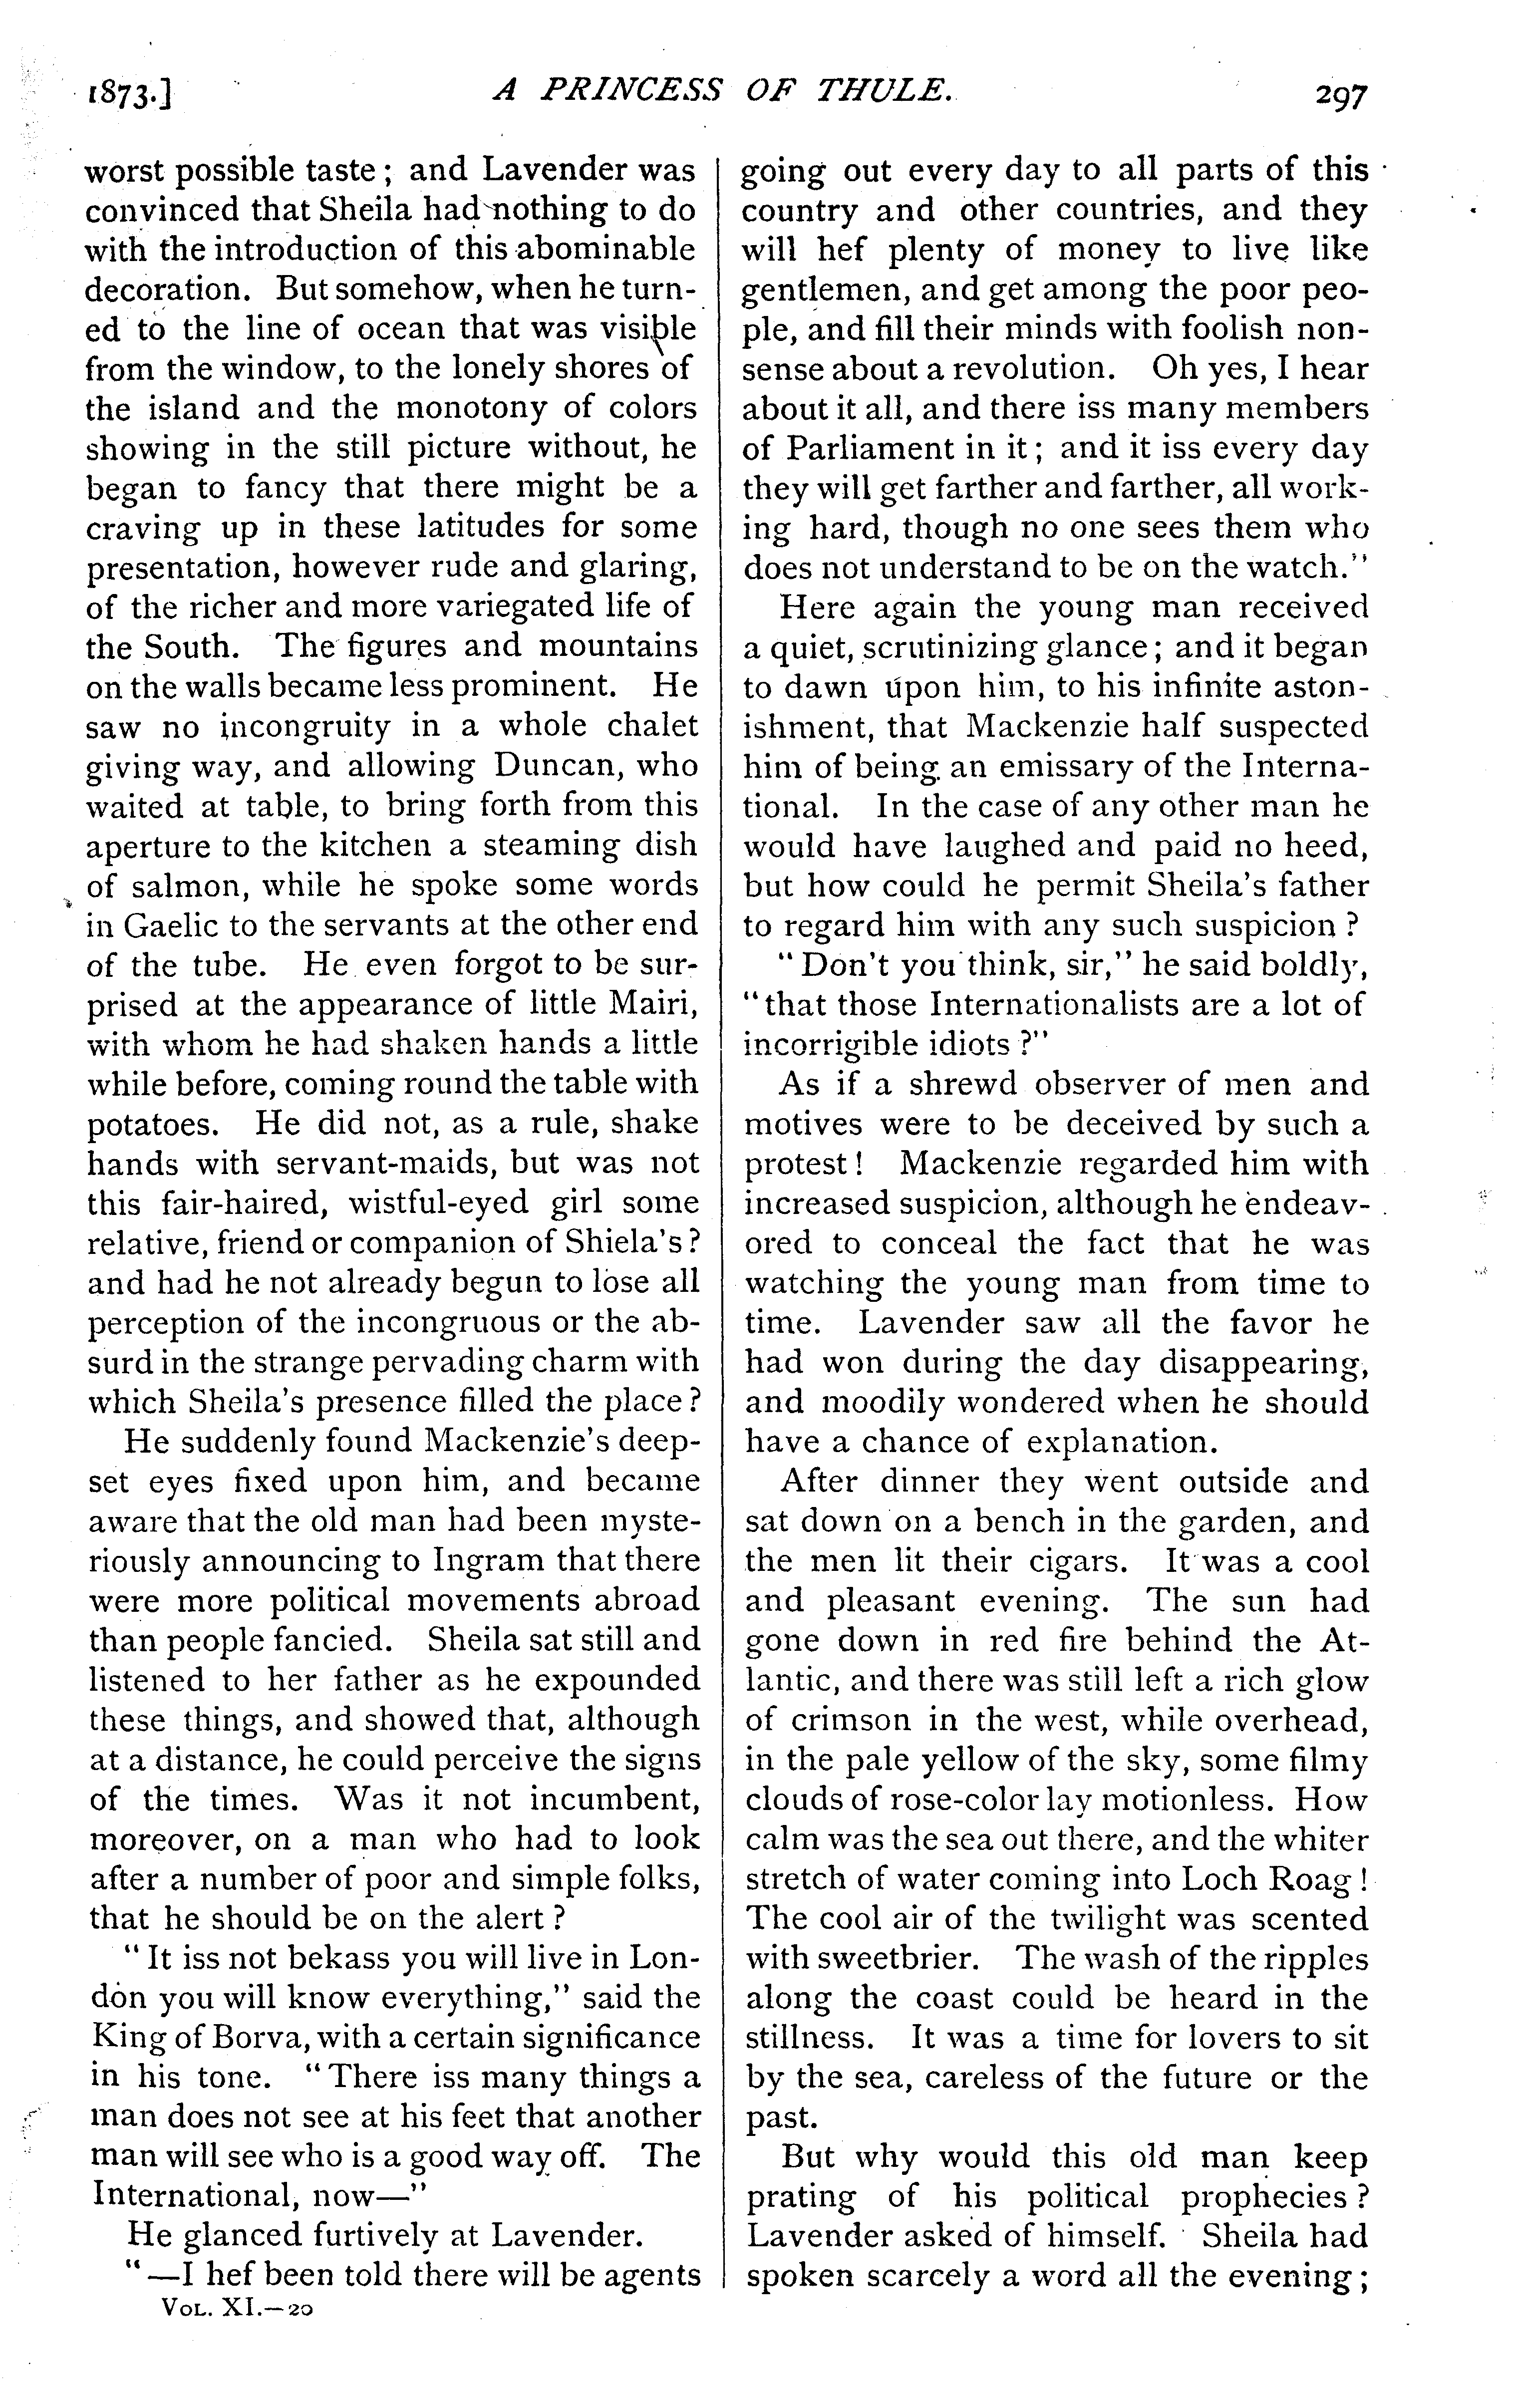 1873.] A PRINCESS OF THULE. 297
worst possible taste; and Lavender was
convinced that Sheila had nothing to do
with the introduction of this abominable
decoration. But somehow, when he turn-
ed to the line of ocean that was visible
from the window, to the lonely shores of
the island and the monotony of colors
showing in the still picture without, he
began to fancy that there might be a
craving up in these latitudes for some
presentation, however rude and glaring,
of the richer and more variegated life of
the South. The figures and mountains
on the walls became less prominent. He
saw no incongruity in a whole chalet
giving way, and allowing Duncan, who
waited at table, to bring forth from this
aperture to the kitchen a steaming dish
of salmon, while he spoke some words
in Gaelic to the servants at the other end
of the tube. He even forgot to be sur-
prised at the appearance of little Mairi,
with whom he had shaken hands a little
while before, coming round the table with
potatoes. He did not, as a rule, shake
hands with servant-maids, but was not
this fair-haired, wistful-eyed girl some
relative, friend or companion of Shiela's?
and had he not already begun to lose all
perception of the incongruous or the ab-
surd in the strange pervading charm with
which Sheila's presence filled the place?
He suddenly found Mackenzie's deep-
set eyes fixed upon him, and became
aware that the old man had been myste-
riously announcing to Ingram that there
were more political movements abroad
than people fancied. Sheila sat still and
listened to her father as he expounded
these things, and showed that, although
at a distance, he could perceive the signs
of the times. Was it not incumbent,
moreover, on a man who had to look
after a number of poor and simple folks,
that he should be on the alert?
"It iss not bekass you will live in Lon-
don you will know everything," said the
King of Borva, with a certain significance
in his tone. "There iss many things a
man does not see at his feet that another
man will see who is a good way off. The
International, now—"
He glanced furtively at Lavender.
"—I hef been told there will be agents
VOL. XI.—20
going out every day to all parts of this
country and other countries, and they
will hef plenty of money to live like
gentlemen, and get among the poor peo-
ple, and fill their minds with foolish non-
sense about a revolution. Oh yes, I hear
about it all, and there iss many members
of Parliament in it; and it iss every day
they will get farther and farther, all work-
ing hard, though no one sees them who
does not understand to be on the watch."
Here again the young man received
a quiet, scrutinizing glance; and it began
to dawn upon him, to his infinite aston-
ishment, that Mackenzie half suspected
him of being an emissary of the Interna-
tional. In the case of any other man he
would have laughed and paid no heed,
but how could he permit Sheila's father
to regard him with any such suspicion?
"Don't you think, sir," he said boldly,
"that those Internationalists are a lot of
incorrigible idiots?"
As if a shrewd observer of men and
motives were to be deceived by such a
protest! Mackenzie regarded him with
increased suspicion, although he endeav-
ored to conceal the fact that he was
watching the young man from time to
time. Lavender saw all the favor he
had won during the day disappearing,
and moodily wondered when he should
have a chance of explanation.
After dinner they went outside and
sat down on a bench in the garden, and
the men lit their cigars. It was a cool
and pleasant evening. The sun had
gone down in red fire behind the At-
lantic, and there was still left a rich glow
of crimson in the west, while overhead,
in the pale yellow of the sky, some filmy
clouds of rose-color lay motionless. How
calm was the sea out there, and the whiter
stretch of water coming into Loch Roag!
The cool air of the twilight was scented
with sweetbrier. The wash of the ripples
along the coast could be heard in the
stillness. It was a time for lovers to sit
by the sea, careless of the future or the
past.
But why would this old man keep
prating of his political prophecies?
Lavender asked of himself. Sheila had
spoken scarcely a word all the evening;